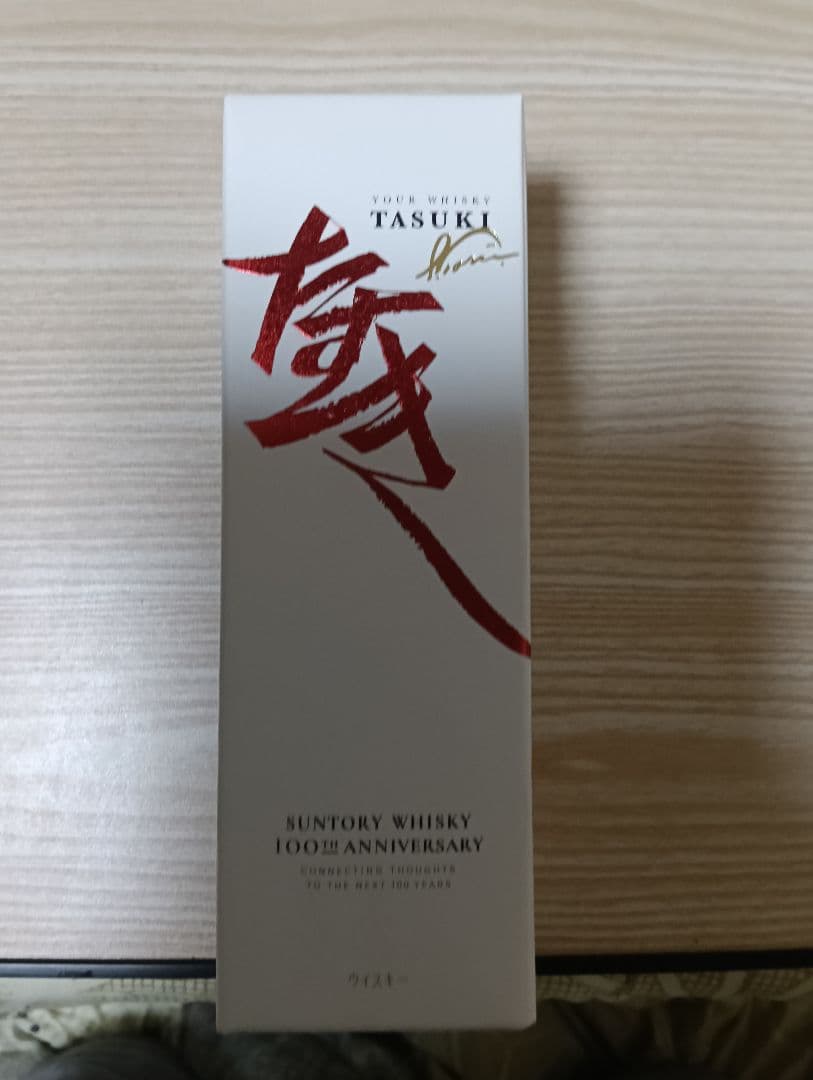 YOUR WHISKY
TASUKI
たすき
SUNTORY WHISKY
100TH ANNIVERSARY
CONNECTING THOUGHTS
TO THE NEXT 100 YEARS
ウイスキー